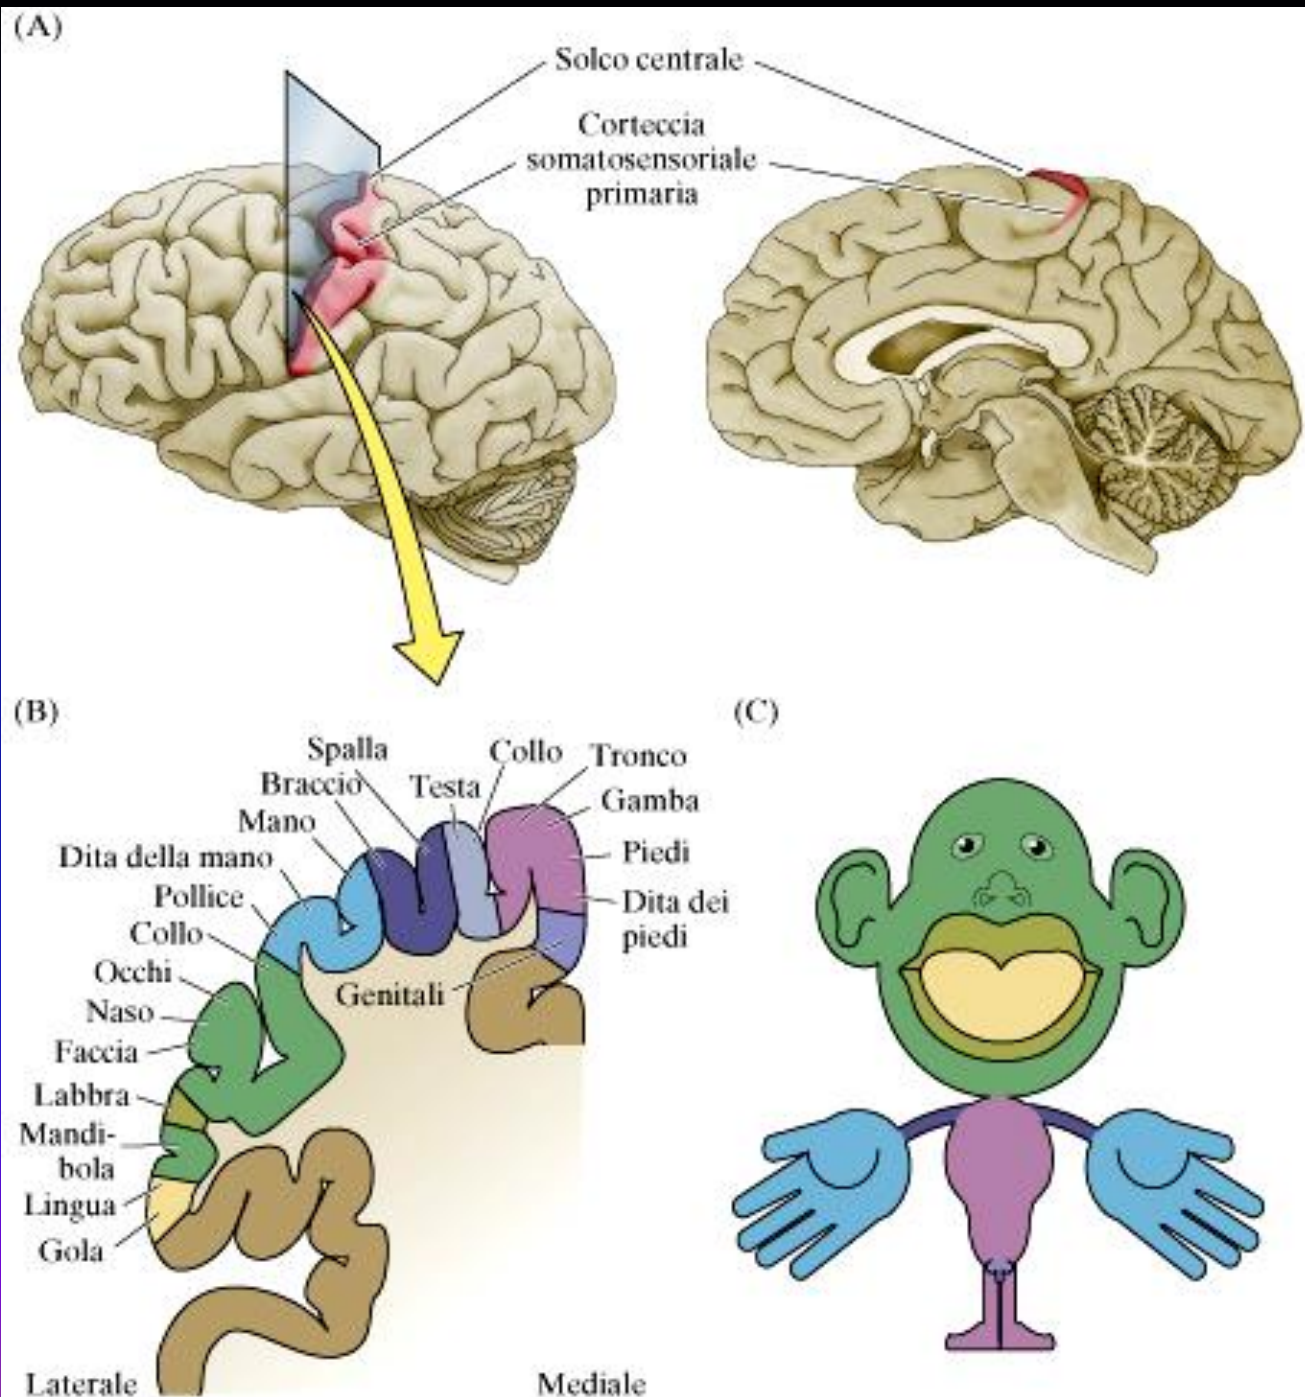 (A)
Solco centrale
Corteccia
somatosensoriale
primaria
(B)
Spalla
Braccio
Mano
Dita della mano
Pollice
Collo
Occhi
Naso
Faccia
Labbra
Mandi-
bola
Lingua
Gola
Testa
Collo
Tronco
Gamba
Piedi
Dita dei
piedi
Genitali
Laterale
Mediale
(C)